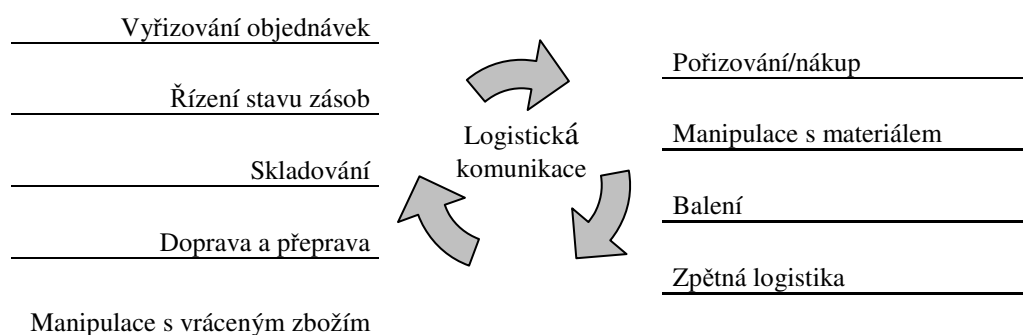 Vyřizování objednávek
Řízení stavu zásob
Skladování
Doprava a přeprava
Manipulace s vráceným zbožím
Logistická
komunikace
Pořizování/nákup
Manipulace s materiálem
Balení
Zpětná logistika